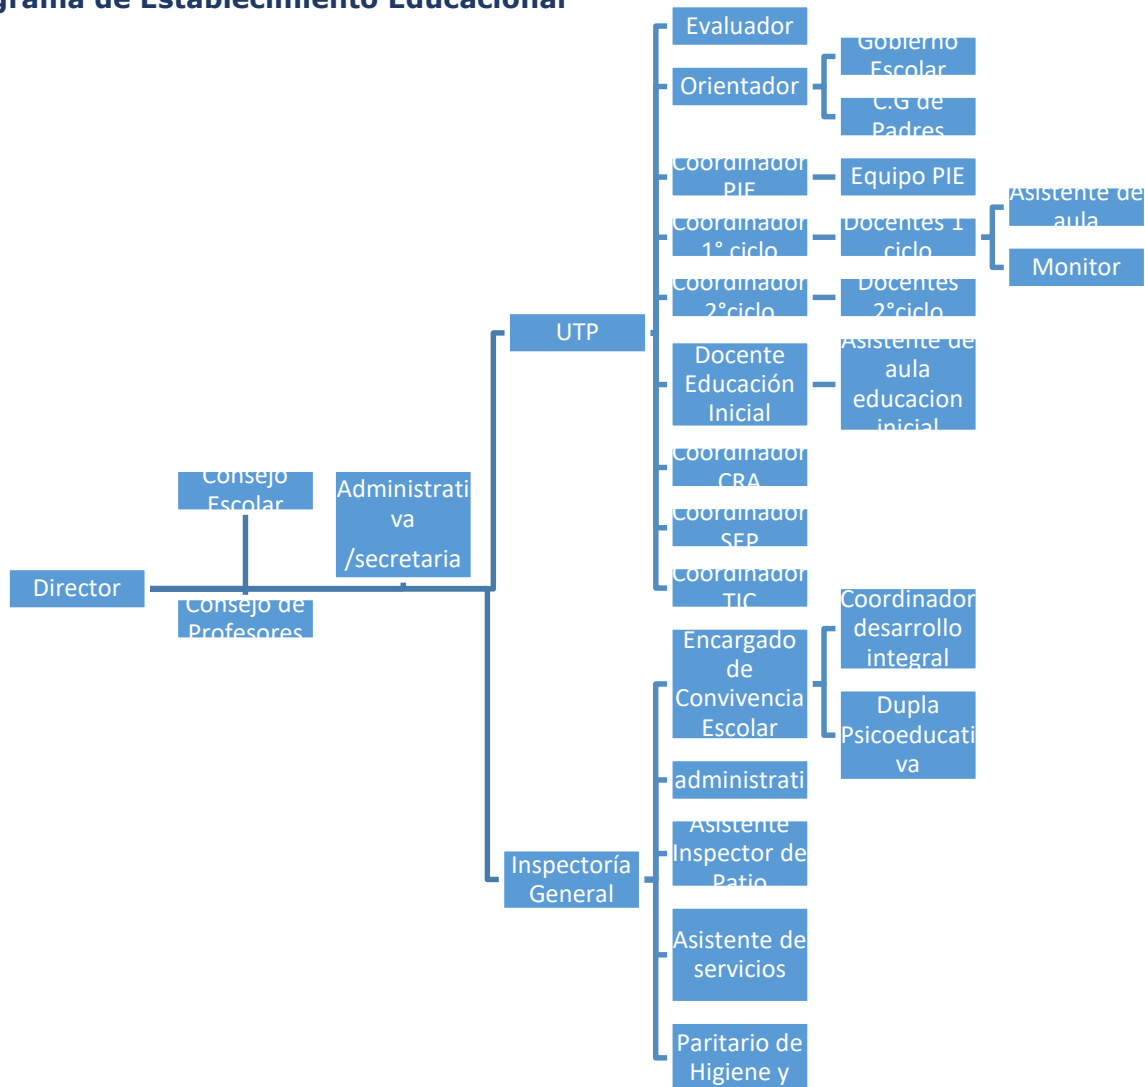 grama de Establecimiento Educacional
Evaluador
Orientador
Gobierno
Escolar
C.G de
Padres
Coordinador
PIE
Equipo PIE
Coordinador
1° ciclo
Docentes 1
ciclo
Asistente de
aula
Monitor
Coordinador
2°ciclo
Docentes
2°ciclo
UTP
Docente
Educación
Inicial
Asistente de
aula
educacion
inicial
Coordinador
CRA
Coordinador
SEP
Coordinador
TIC
Consejo
Escolar
Administrati
va
/secretaria
Director
Consejo de
Profesores
Encargado
de
Convivencia
Escolar
Coordinador
desarrollo
integral
Dupla
Psicoeducati
va
administrati
Asistente
Inspector de
Patio
Inspectoría
General
Asistente de
servicios
Paritario de
Higiene y